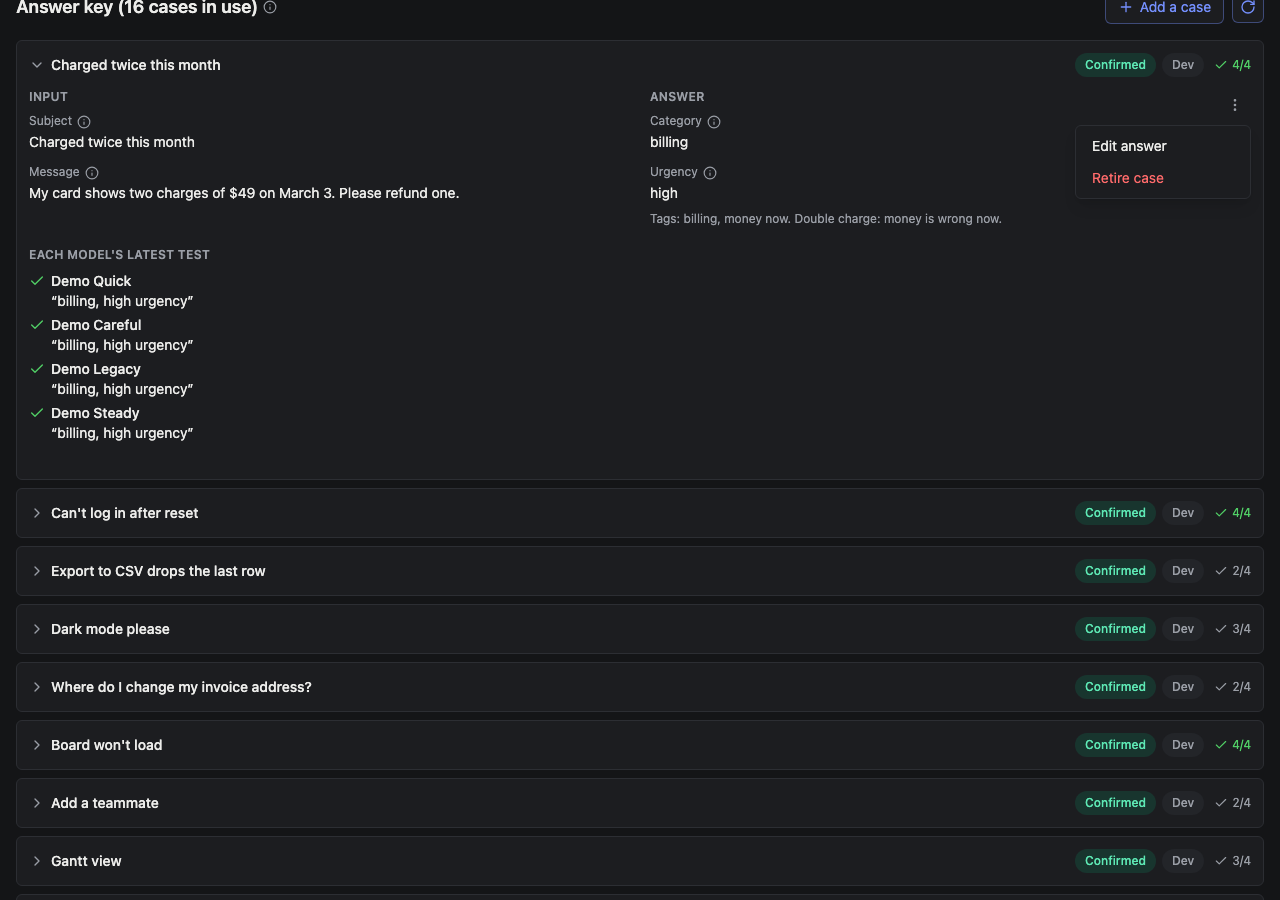 Answer key (16 cases in use)
+ Add a case
Charged twice this month
Confirmed Dev 4/4
INPUT
Subject
Charged twice this month
Message
My card shows two charges of $49 on March 3. Please refund one.
ANSWER
Category
billing
Urgency
high
Tags: billing, money now. Double charge: money is wrong now.
Edit answer
Retire case
EACH MODEL'S LATEST TEST
Demo Quick
“billing, high urgency”
Demo Careful
“billing, high urgency”
Demo Legacy
“billing, high urgency”
Demo Steady
“billing, high urgency”
Can't log in after reset
Confirmed Dev 4/4
Export to CSV drops the last row
Confirmed Dev 2/4
Dark mode please
Confirmed Dev 3/4
Where do I change my invoice address?
Confirmed Dev 2/4
Board won't load
Confirmed Dev 4/4
Add a teammate
Confirmed Dev 2/4
Gantt view
Confirmed Dev 3/4